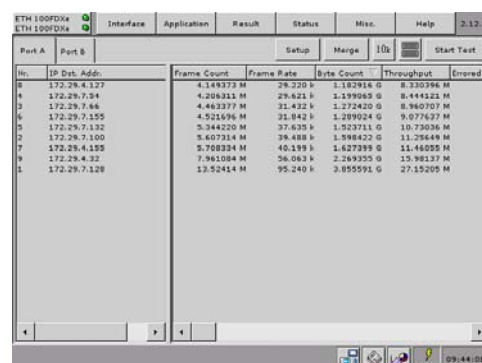 ETH 100FDXe
ETH 100FDXe
Interface Application Result Status Misc. Help 2.12.
Port A Port B Setup Merge 10k Start Test
Nr. IP Dst. Addr. Frame Count Frame Rate Byte Count Throughput Errored
8 172.29.4.127 4.149373 M 29.220 k 1.182916 G 8.330396 M
4 172.29.7.54 4.206311 M 29.621 k 1.199065 G 8.444121 M
3 172.29.7.66 4.463377 M 31.432 k 1.272420 G 8.960707 M
6 172.29.7.155 4.521696 M 31.842 k 1.289024 G 9.077637 M
5 172.29.7.132 5.344220 M 37.635 k 1.523711 G 10.73036 M
2 172.29.7.100 5.607314 M 39.488 k 1.598422 G 11.25649 M
7 172.29.4.155 5.708334 M 40.199 k 1.627399 G 11.46055 M
9 172.29.4.32 7.961084 M 56.063 k 2.269355 G 15.98137 M
1 172.29.7.128 13.52414 M 95.240 k 3.855591 G 27.15205 M